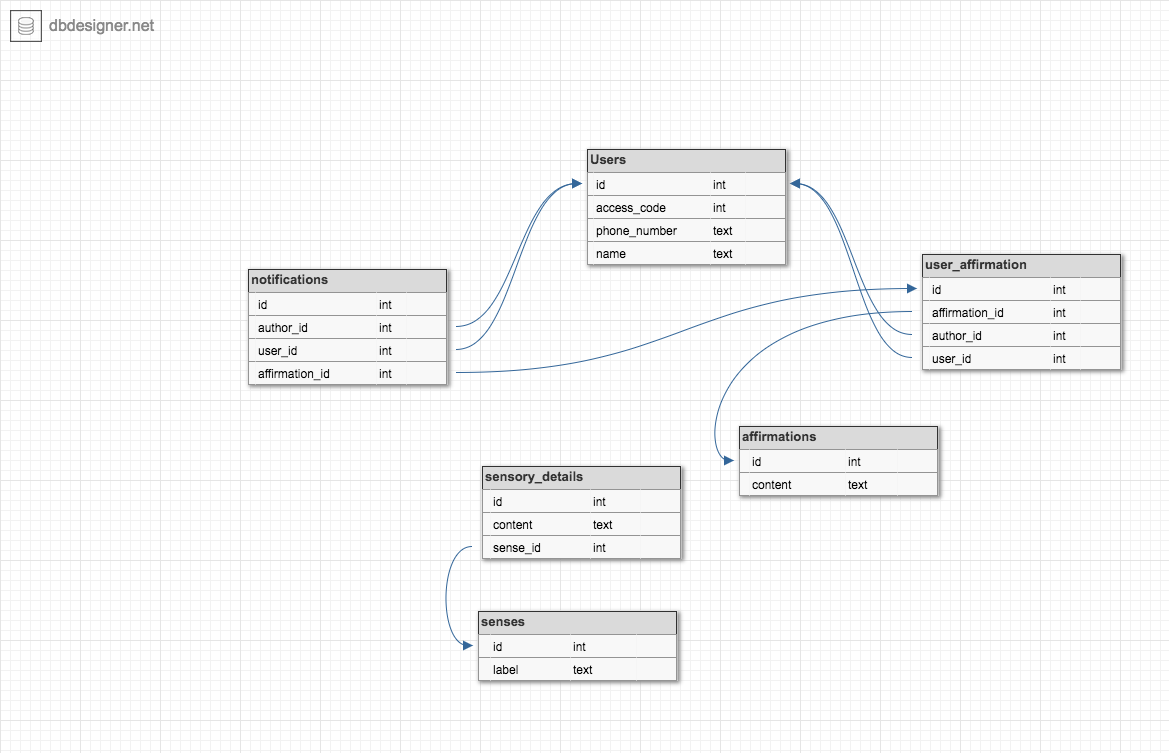 dbdesigner.net
Users
id int
access_code int
phone_number text
name text
notifications
id int
author_id int
user_id int
affirmation_id int
user_affirmation
id int
affirmation_id int
author_id int
user_id int
affirmations
id int
content text
sensory_details
id int
content text
sense_id int
senses
id int
label text